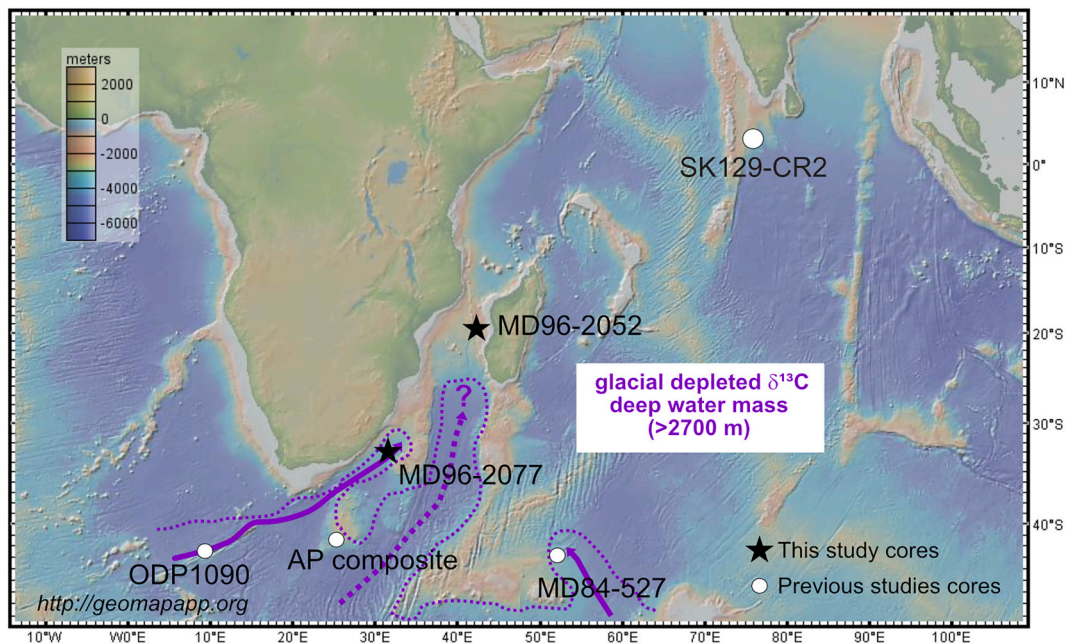 meters
2000
0
-2000
-4000
-6000
10°N
0°
10°S
20°S
30°S
40°S
SK129-CR2
MD96-2052
glacial depleted δ¹³C
deep water mass
(>2700 m)
?
MD96-2077
AP composite
ODP1090
MD84-527
This study cores
Previous studies cores
http://geomapapp.org
10°W
0°E
10°E
20°E
30°E
40°E
50°E
60°E
70°E
80°E
90°E
100°E